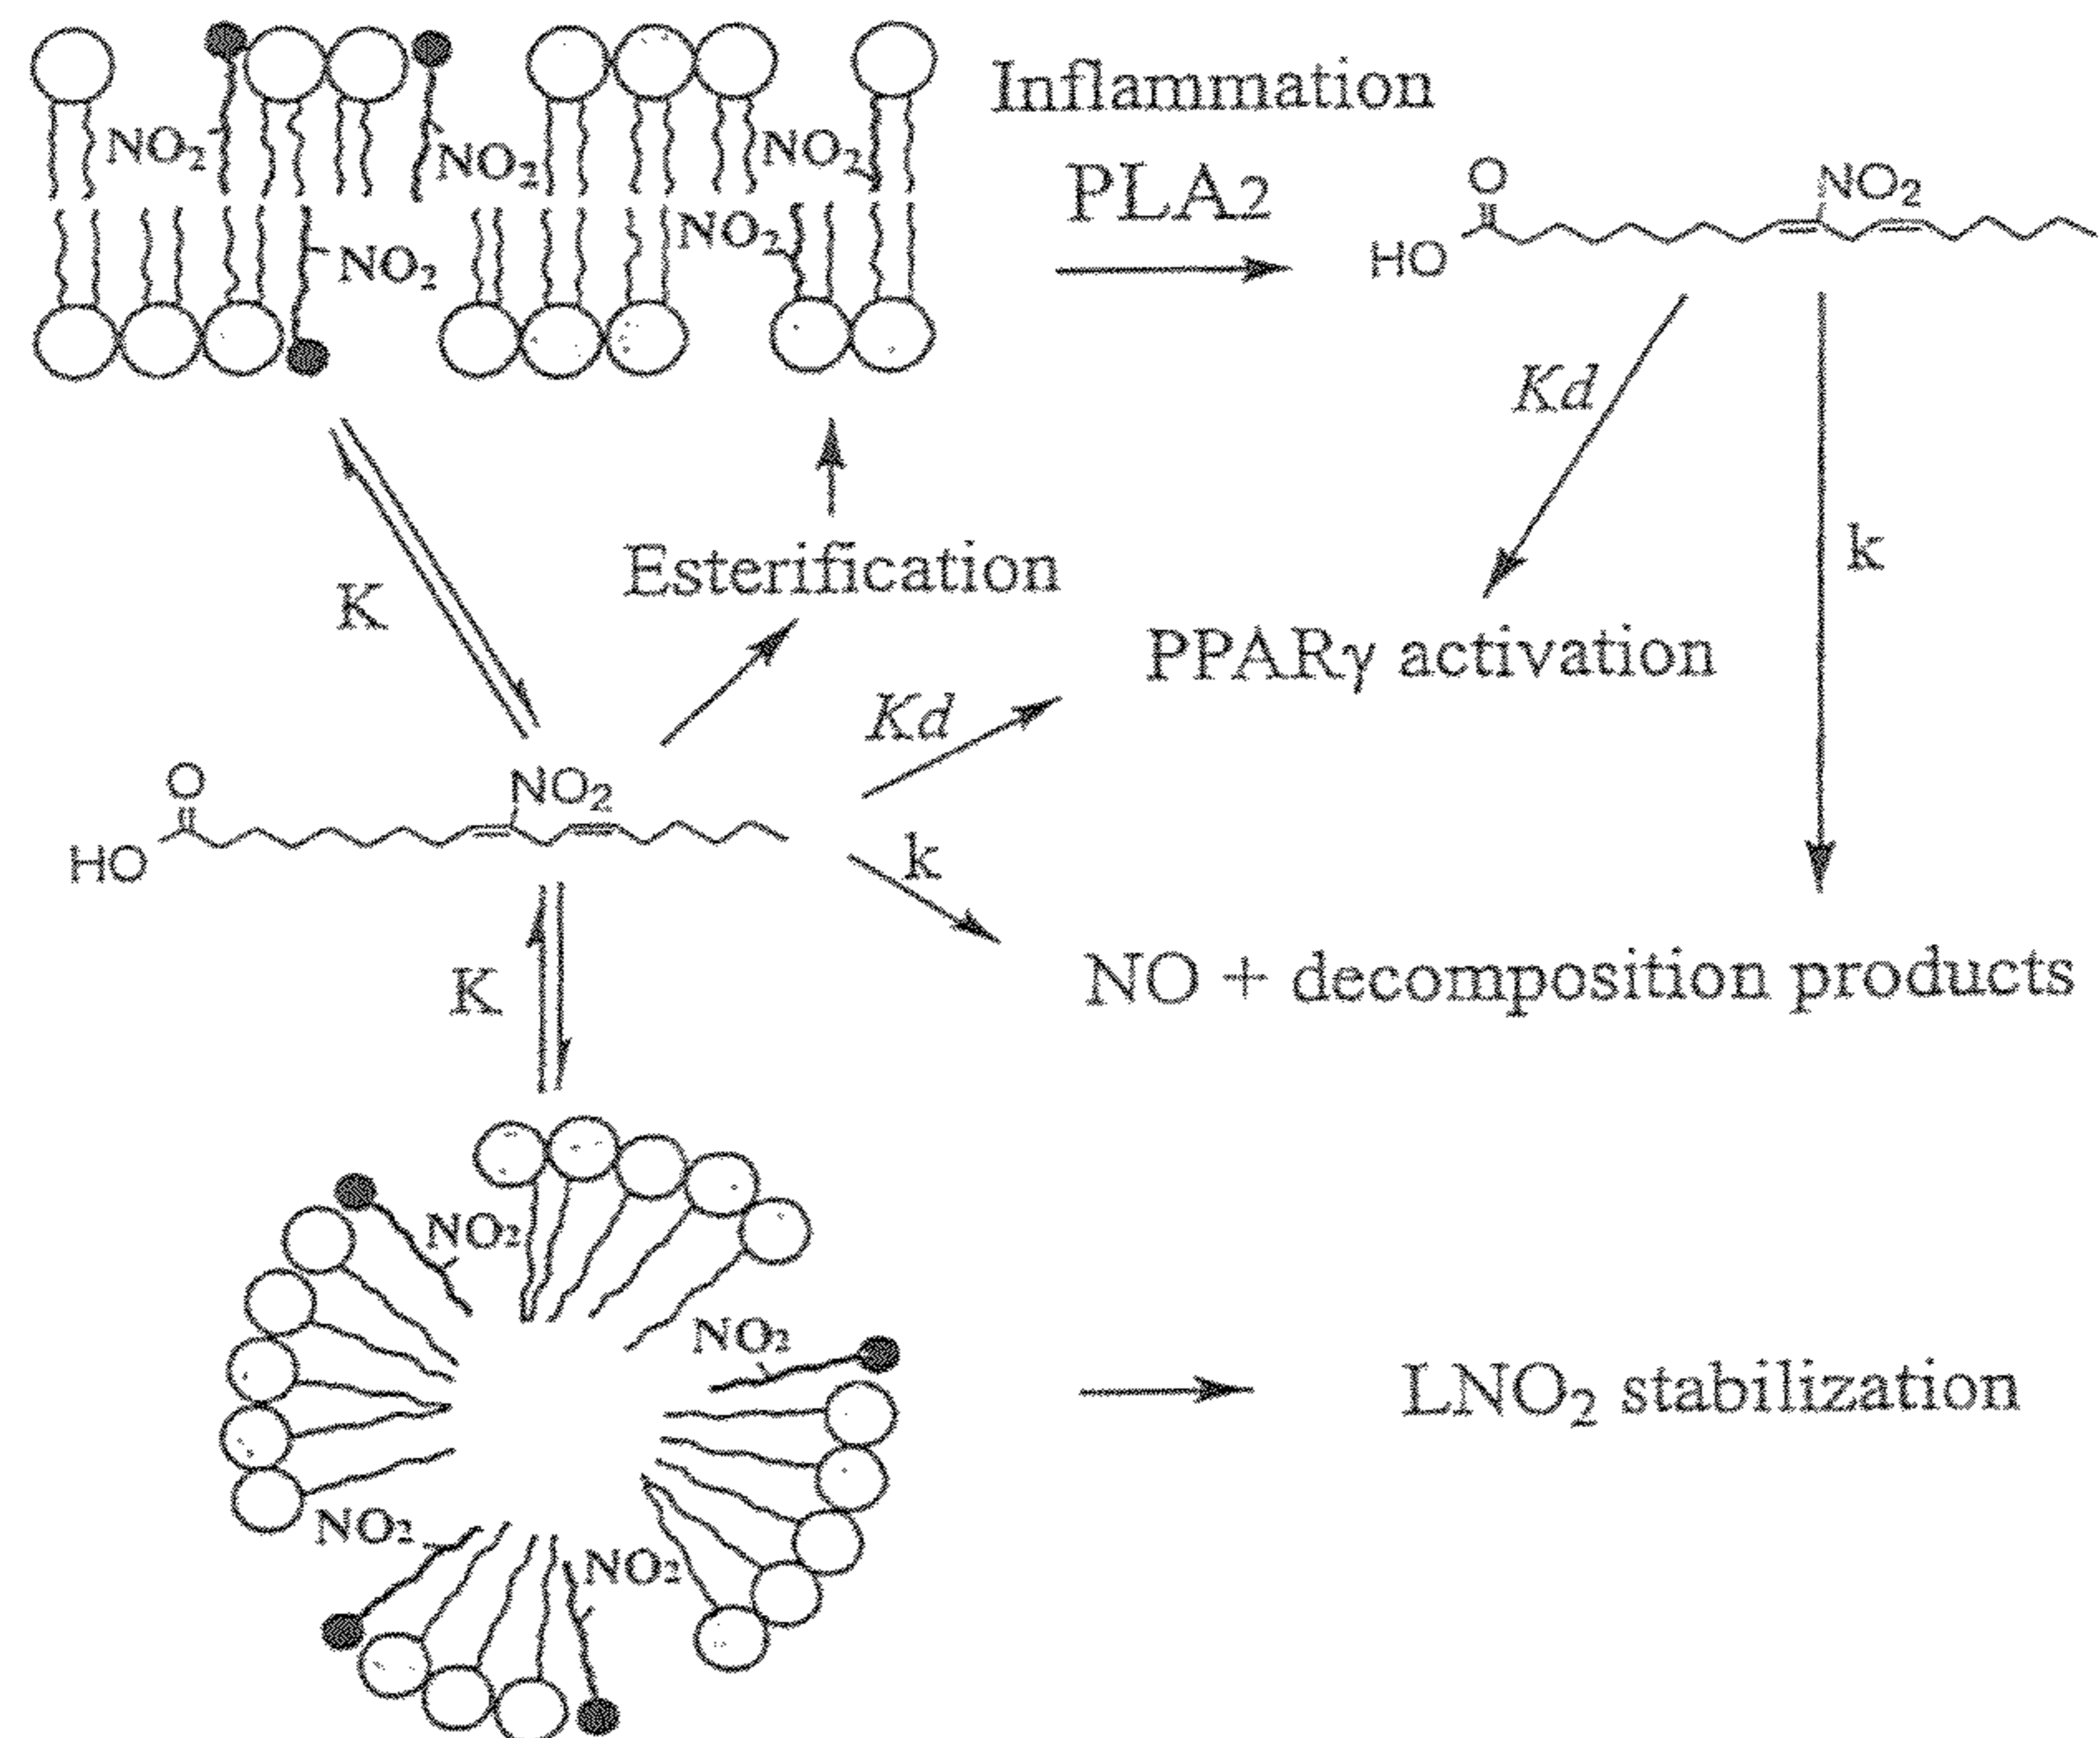 Inflammation
NO2
NO2
NO2
PLA2
O
NO2
HO
NO2
NO2
Kd
k
K
Esterification
PPARγ activation
Kd
O
NO2
HO
k
K
NO + decomposition products
NO2
NO2
LNO2 stabilization
NO2
NO2